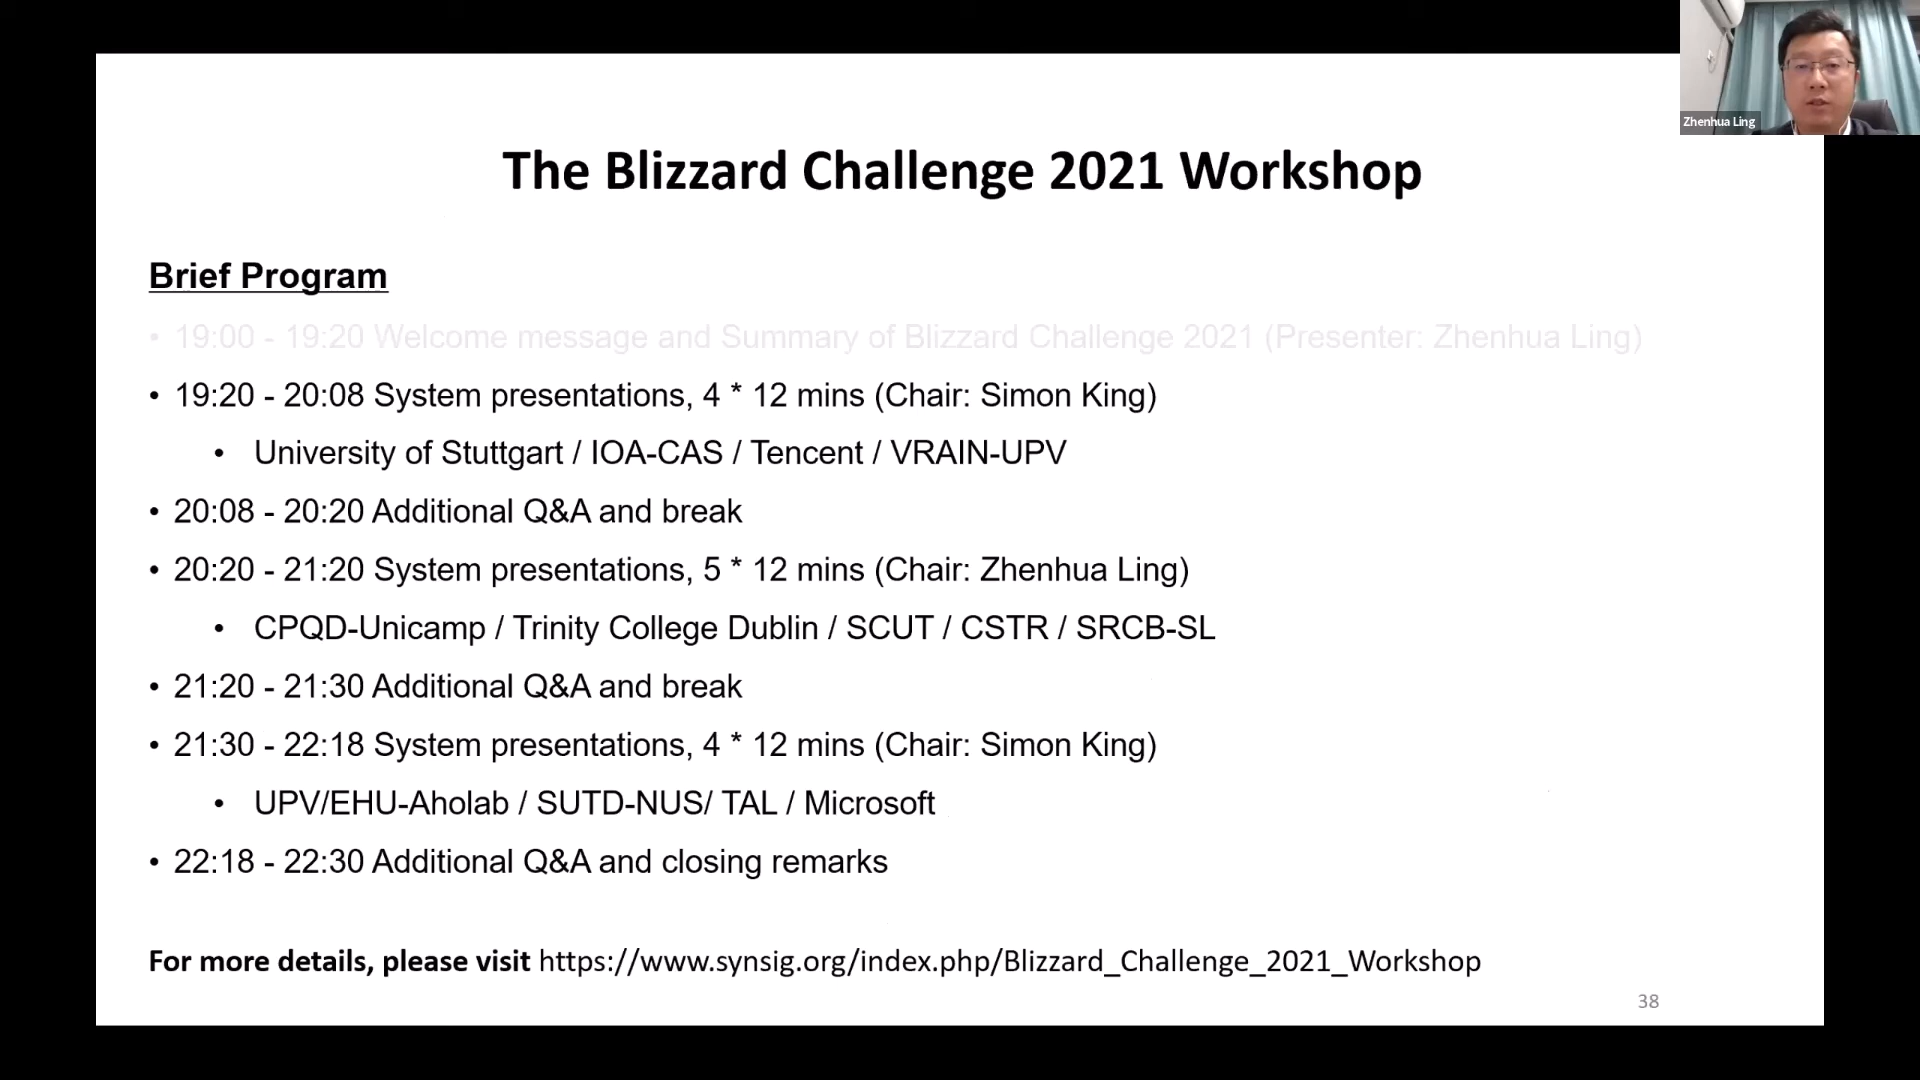 Zhenhua Ling
The Blizzard Challenge 2021 Workshop
Brief Program
• 19:00 - 19:20 Welcome message and Summary of Blizzard Challenge 2021 (Presenter: Zhenhua Ling)
• 19:20 - 20:08 System presentations, 4 * 12 mins (Chair: Simon King)
• University of Stuttgart / IOA-CAS / Tencent / VRAIN-UPV
• 20:08 - 20:20 Additional Q&A and break
• 20:20 - 21:20 System presentations, 5 * 12 mins (Chair: Zhenhua Ling)
• CPQD-Unicamp / Trinity College Dublin / SCUT / CSTR / SRCB-SL
• 21:20 - 21:30 Additional Q&A and break
• 21:30 - 22:18 System presentations, 4 * 12 mins (Chair: Simon King)
• UPV/EHU-Aholab / SUTD-NUS/ TAL / Microsoft
• 22:18 - 22:30 Additional Q&A and closing remarks
For more details, please visit https://www.synsig.org/index.php/Blizzard_Challenge_2021_Workshop
38